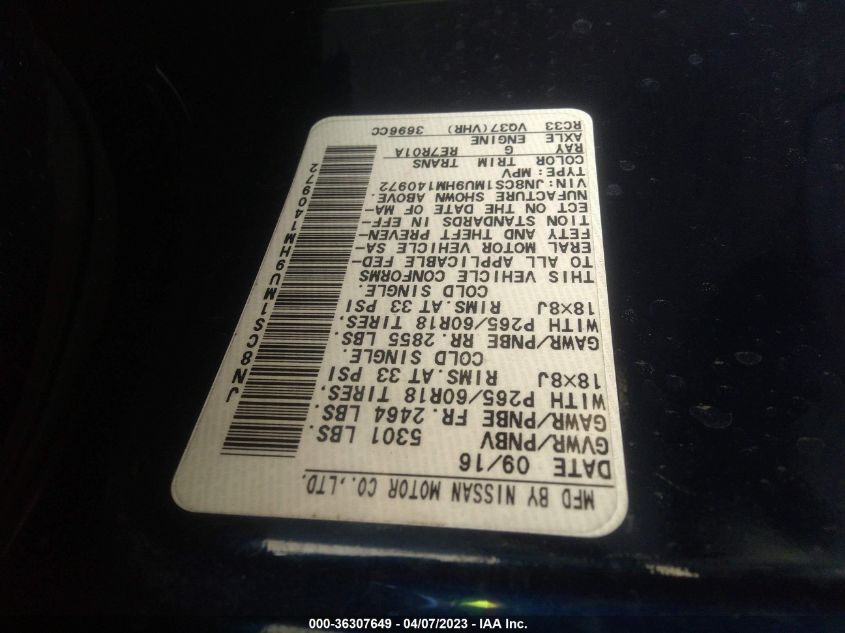 MFD BY NISSAN MOTOR CO.,LTD.
DATE 09/16
GVWR/PNBV 5301 LBS.
GAWR/PNBE FR.2464 LBS.
WITH P265/60R18 TIRES.
18×8J RIMS.AT 33 PSI
COLD SINGLE.
GAWR/PNBE RR.2855 LBS.
WITH P265/60R18 TIRES.
18×8J RIMS.AT 33 PSI
COLD SINGLE.
THIS VEHICLE CONFORMS
TO ALL APPLICABLE FED-
ERAL MOTOR VEHICLE SA-
FETY AND THEFT PREVEN-
TION STANDARDS IN EFF-
ECT ON THE DATE OF MA-
NUFACTURE SHOWN ABOVE.
VIN:JN8CS1MU9HM140972
TYPE:MPV
COLOR TRIM TRANS
RAY G RE7R01A
AXLE ENGINE
RC33 VQ37(VHR) 3696CC
JN8CS1MU9HM140972
000-36307649 - 04/07/2023 - IAA Inc.